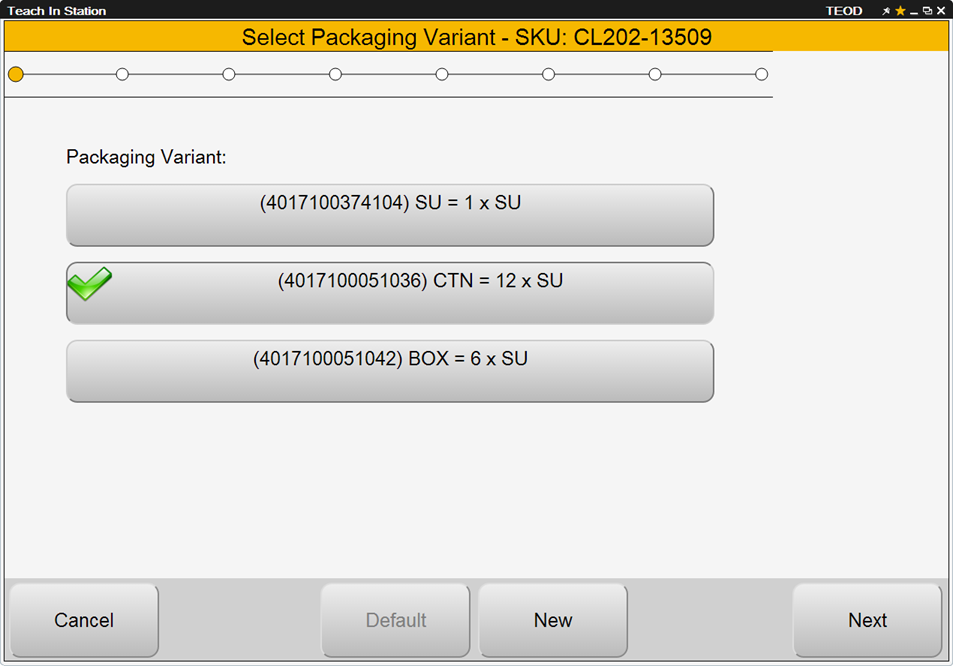 Teach In Station
TEOD
Select Packaging Variant - SKU: CL202-13509
Packaging Variant:
(4017100374104) SU = 1 x SU
(4017100051036) CTN = 12 x SU
(4017100051042) BOX = 6 x SU
Cancel
Default
New
Next